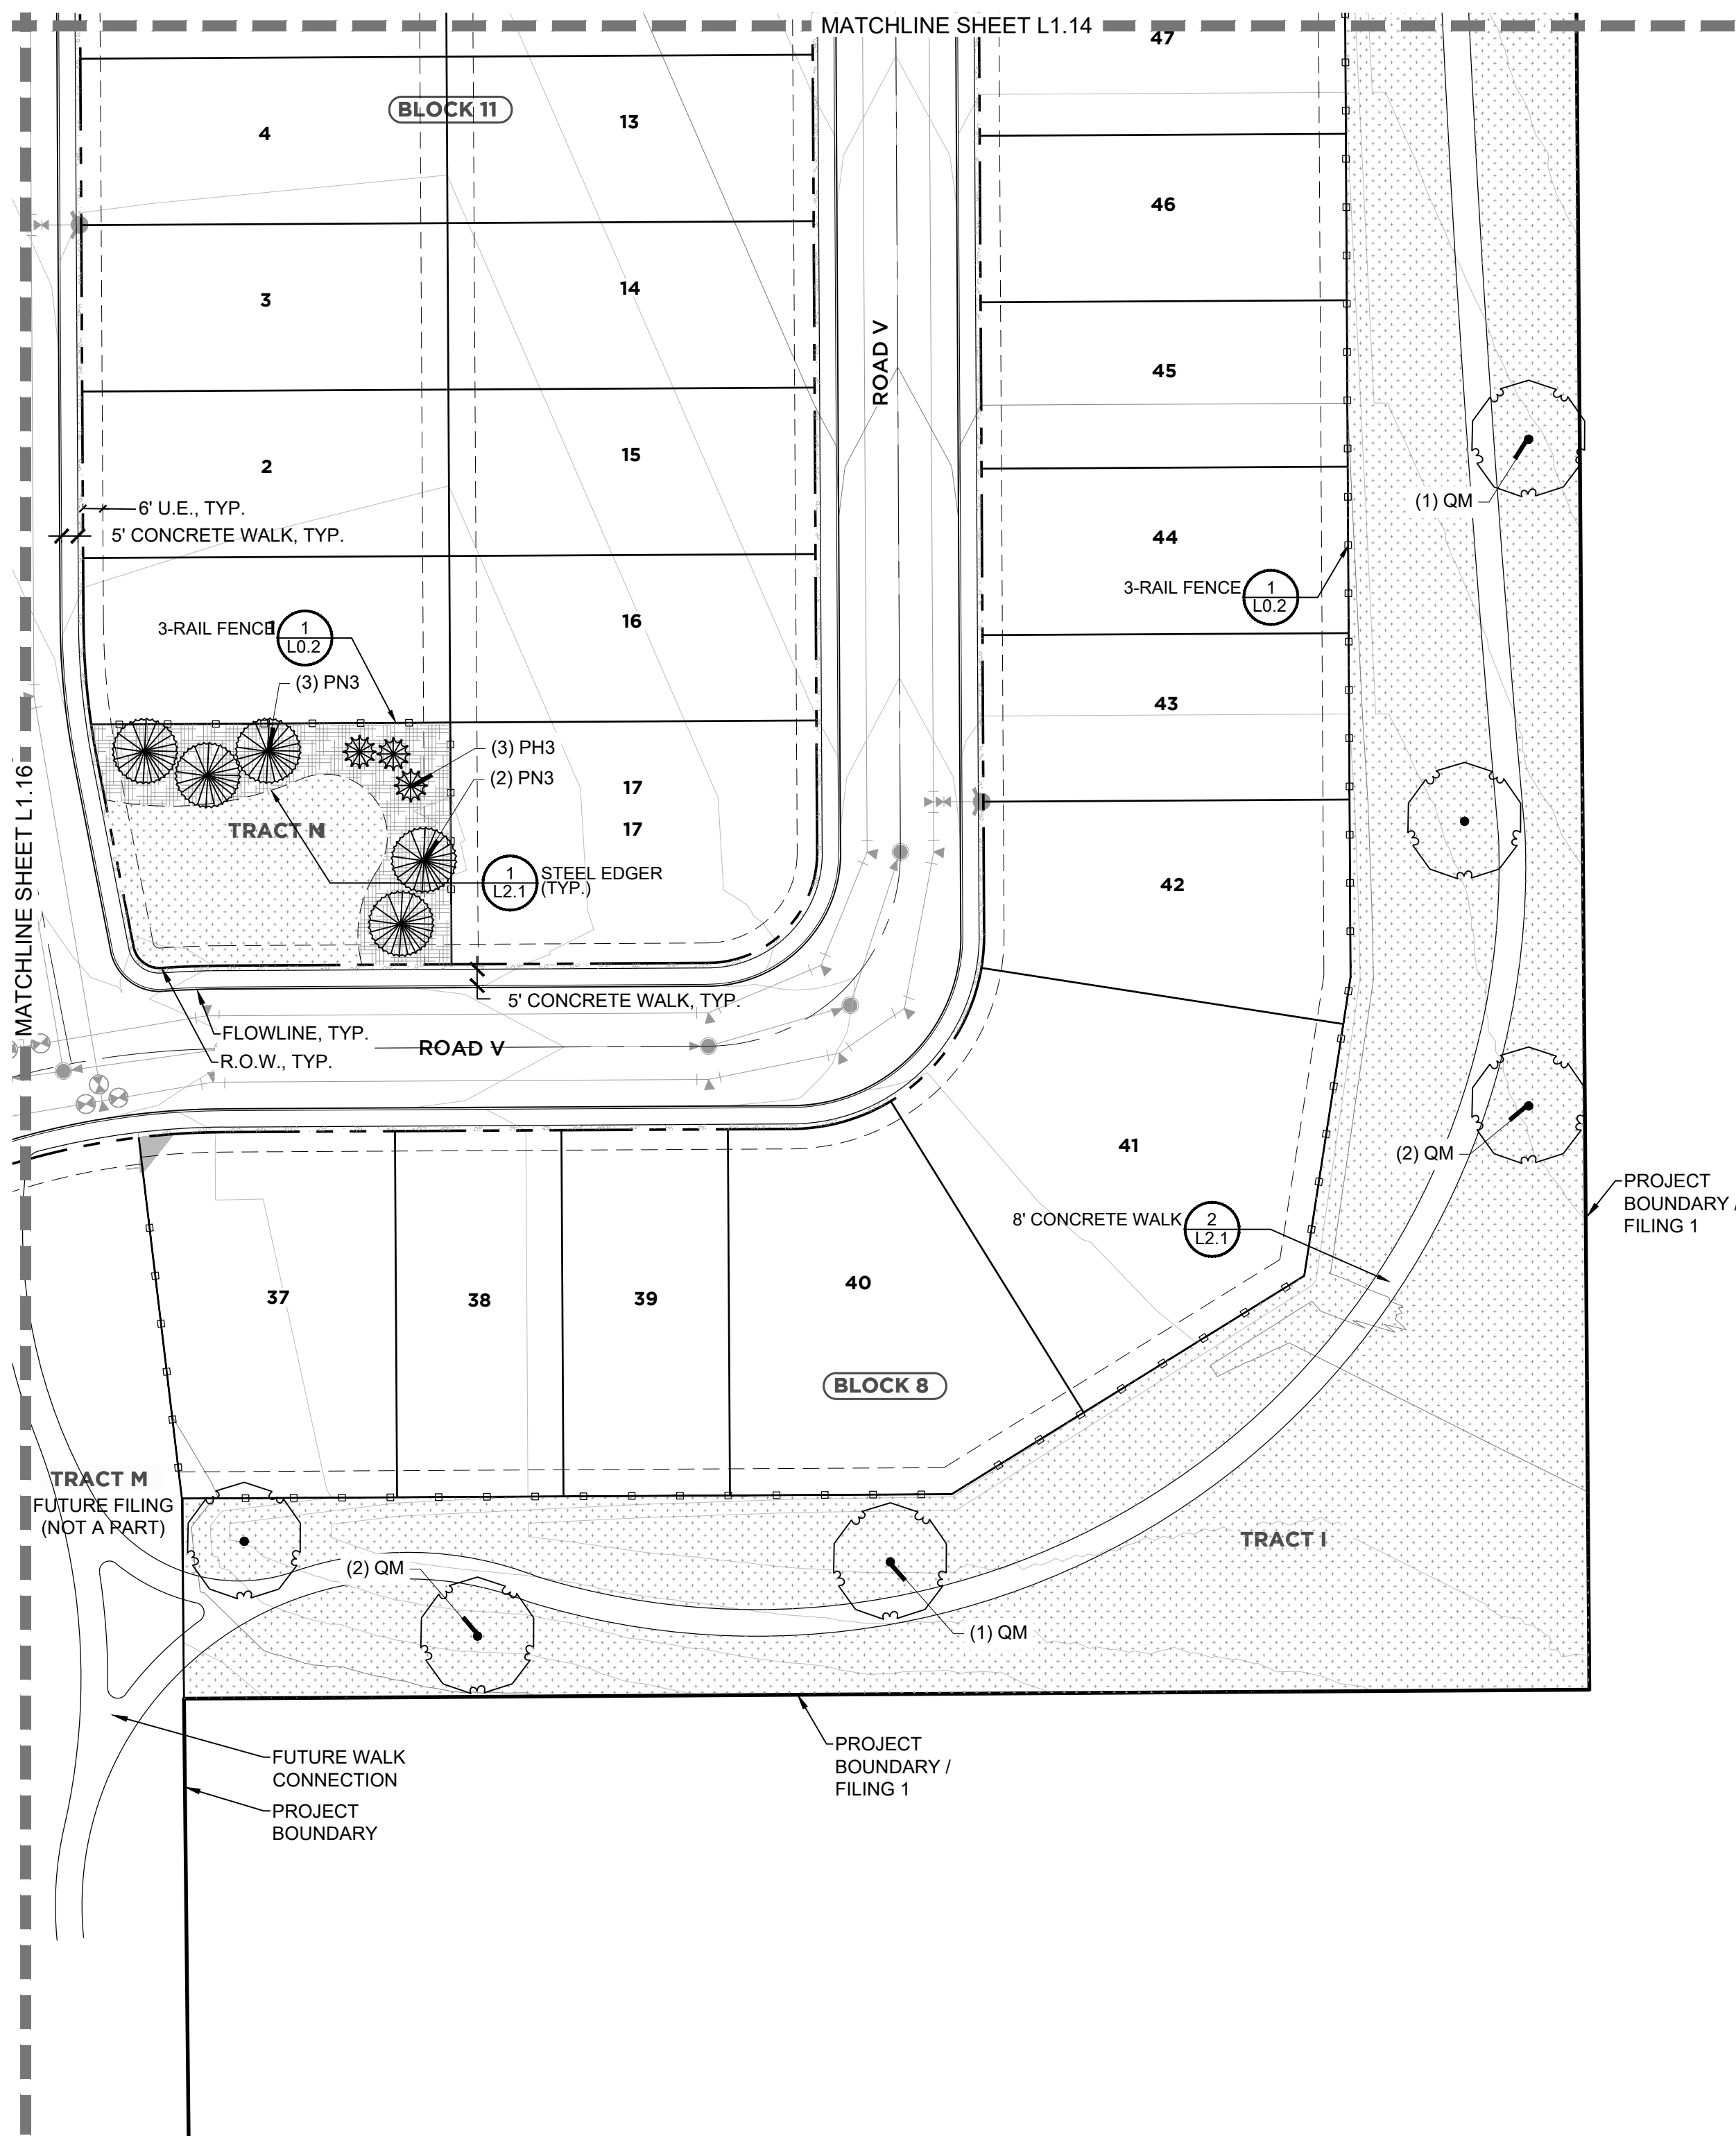 MATCHLINE SHEET L1.14
47
BLOCK 11
4
13
46
3
14
ROAD V
45
2
15
(1) QM
6' U.E., TYP.
5' CONCRETE WALK, TYP.
44
3-RAIL FENCE
1
L0.2
16
3-RAIL FENCE
1
1
L0.2
(3) PN3
43
(3) PH3
(2) PN3
17
17
TRACT N
MATCHLINE SHEET L1.16
1
L2.1
STEEL EDGER
(TYP.)
42
5' CONCRETE WALK, TYP.
FLOWLINE, TYP.
ROAD V
R.O.W., TYP.
41
(2) QM
PROJECT
BOUNDARY /
FILING 1
8' CONCRETE WALK
2
L2.1
37
38
39
40
BLOCK 8
TRACT M
FUTURE FILING
(NOT A PART)
TRACT I
(2) QM
(1) QM
FUTURE WALK
CONNECTION
PROJECT
BOUNDARY /
FILING 1
PROJECT
BOUNDARY